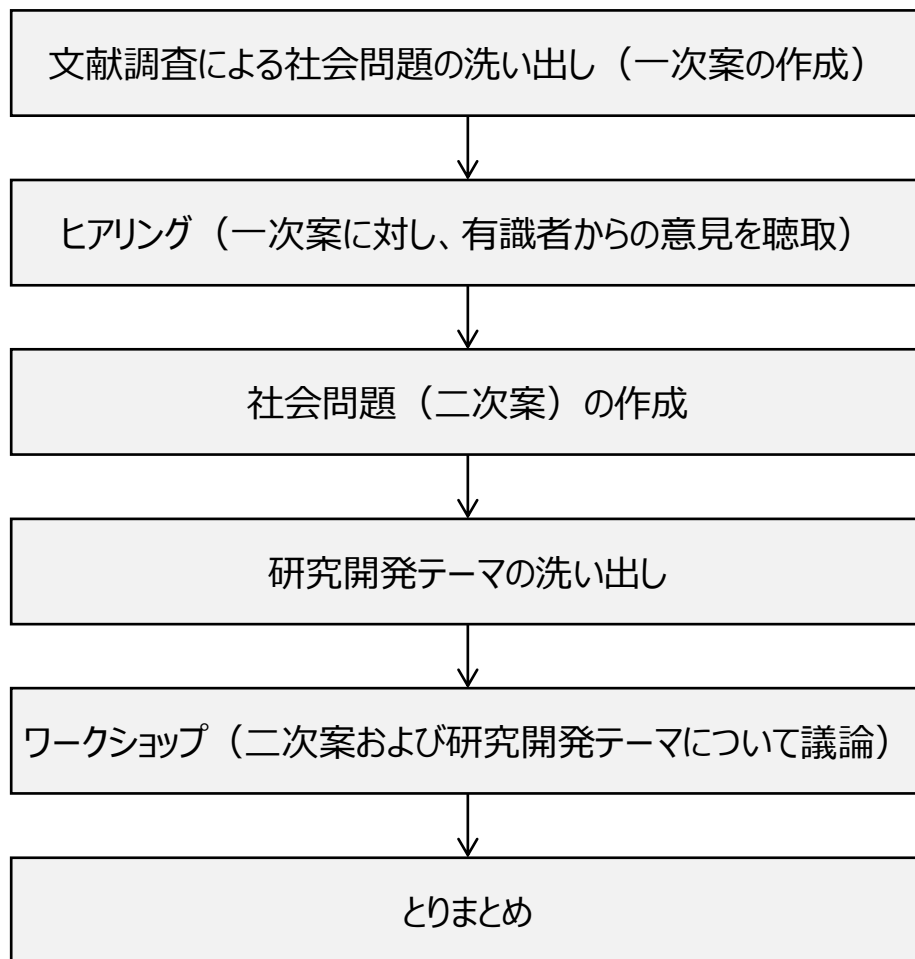 文献調査による社会問題の洗い出し（一次案の作成）
ヒアリング（一次案に対し、有識者からの意見を聴取）
社会問題（二次案）の作成
研究開発テーマの洗い出し
ワークショップ（二次案および研究開発テーマについて議論）
とりまとめ